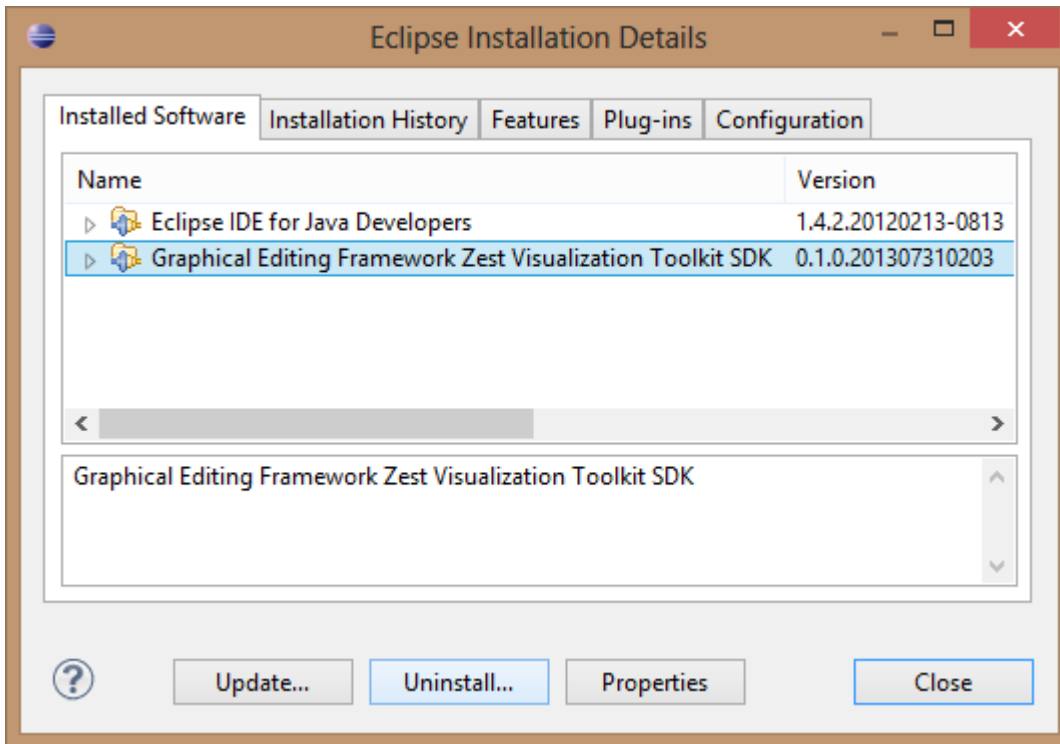 Eclipse Installation Details
Installed Software Installation History Features Plug-ins Configuration
Name Version
Eclipse IDE for Java Developers 1.4.2.20120213-0813
Graphical Editing Framework Zest Visualization Toolkit SDK 0.1.0.201307310203
Graphical Editing Framework Zest Visualization Toolkit SDK
? Update... Uninstall... Properties Close